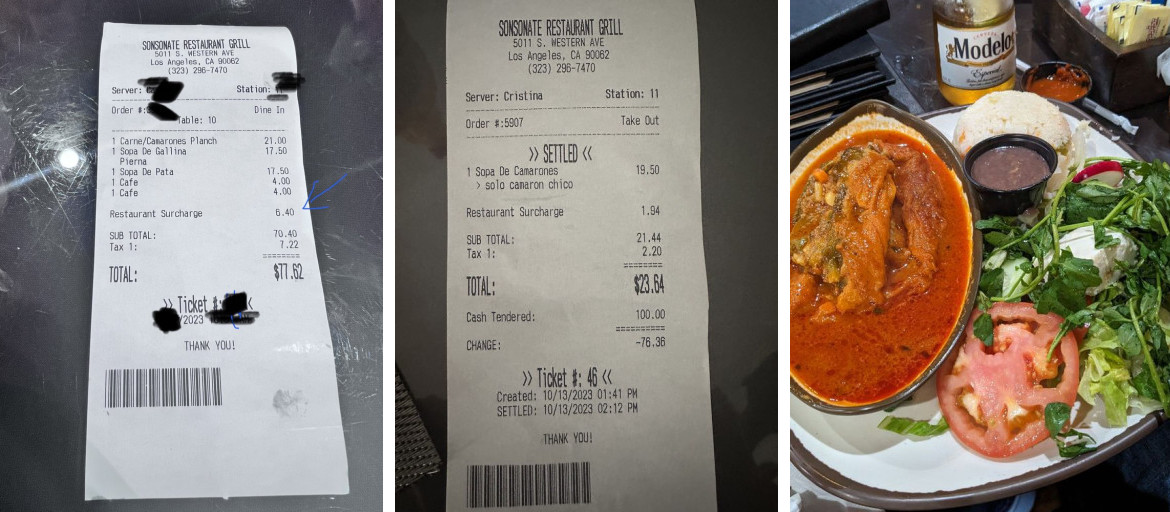 SONSONATE RESTAURANT GRILL
5011 S. WESTERN AVE
Los Angeles, CA 90062
(323) 296-7470
Server: Station: 11
Order #: Dine In
Table: 10
1 Carne/Camarones Planch 21.00
1 Sopa De Gallina 17.50
Pierna
1 Sopa De Pata 17.50
1 Cafe 4.00
1 Cafe 4.00
Restaurant Surcharge 6.40
SUB TOTAL: 70.40
Tax 1: 7.22
TOTAL: $77.62
>> Ticket #: <<
/2023
THANK YOU!
SONSONATE RESTAURANT GRILL
5011 S. WESTERN AVE
Los Angeles, CA 90062
(323) 296-7470
Server: Cristina Station: 11
Order #:5907 Take Out
>> SETTLED <<
1 Sopa De Camarones 19.50
> solo camaron chico
Restaurant Surcharge 1.94
SUB TOTAL: 21.44
Tax 1: 2.20
TOTAL: $23.64
Cash Tendered: 100.00
CHANGE: -76.36
>> Ticket #: 46 <<
Created: 10/13/2023 01:41 PM
SETTLED: 10/13/2023 02:12 PM
THANK YOU!
CERVEZA
Modelo
Especial